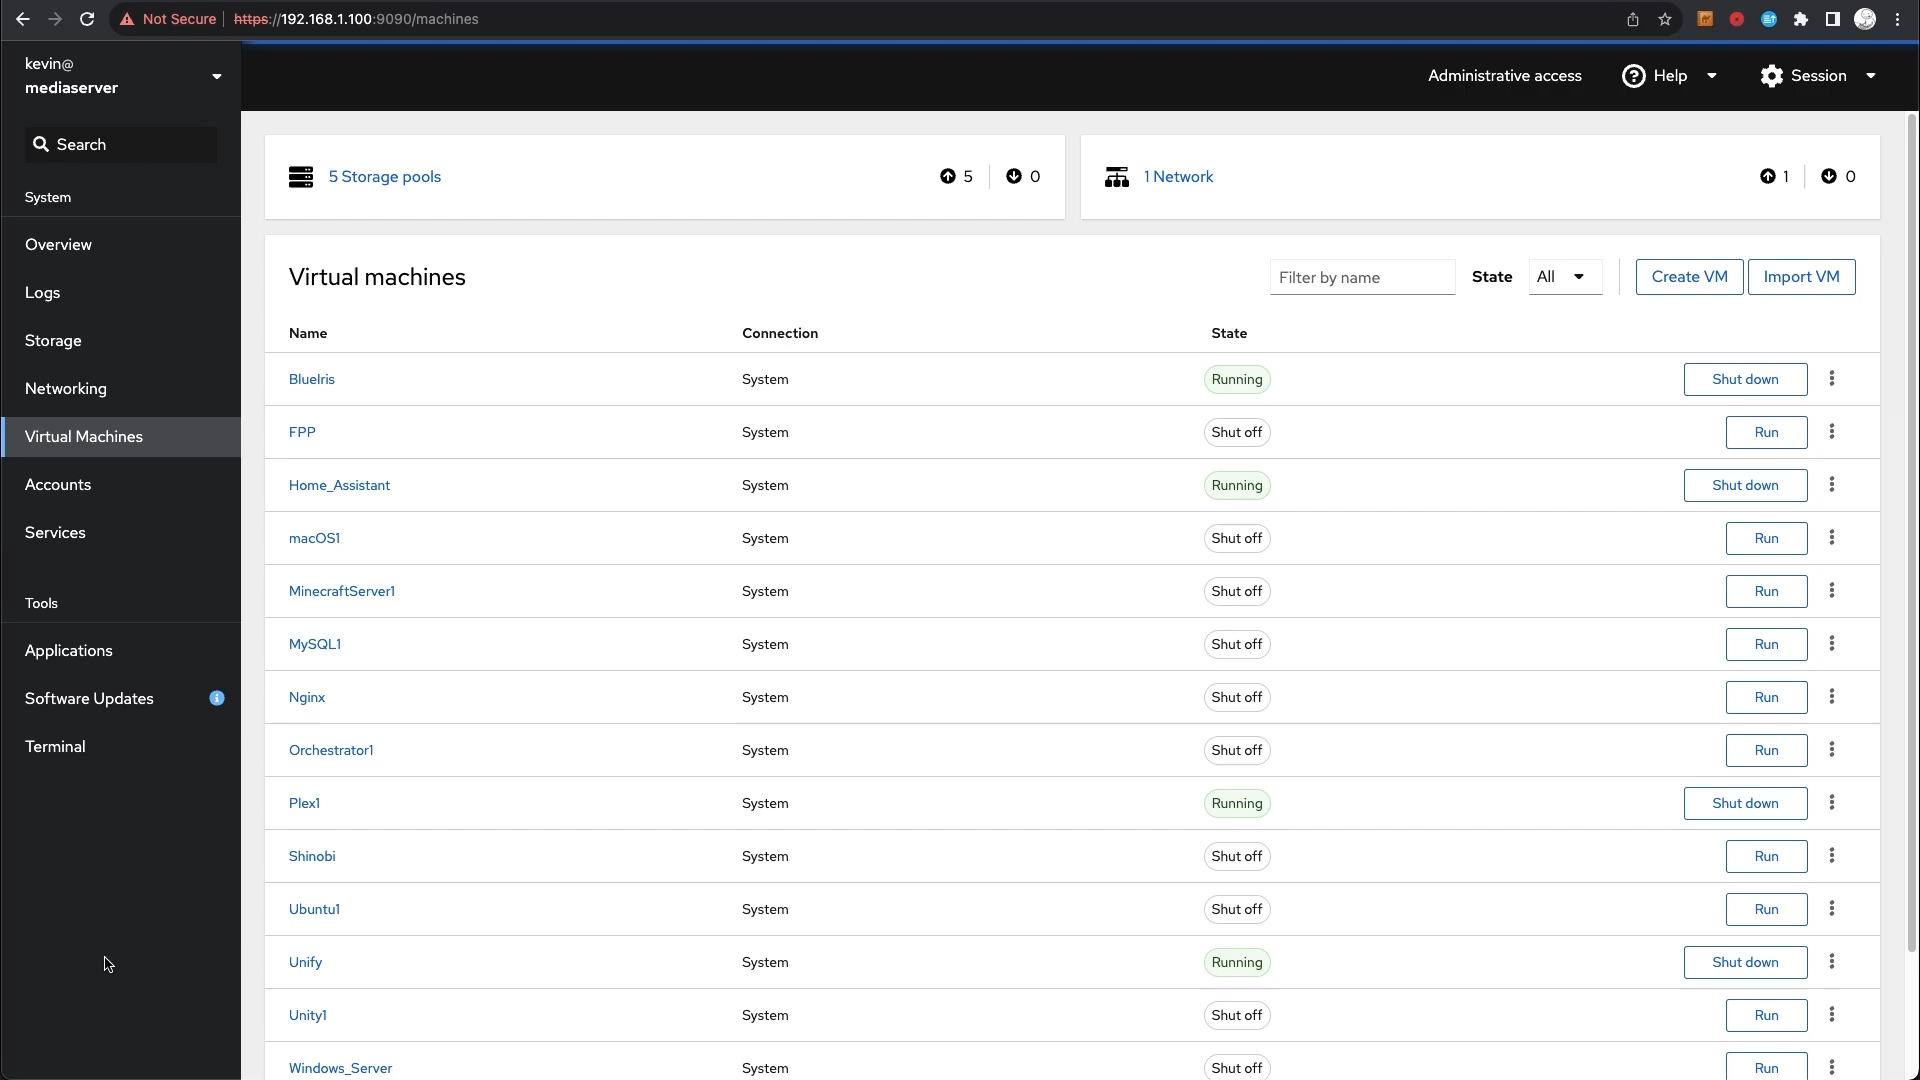 Not Secure https://192.168.1.100:9090/machines
kevin@
mediaserver
Administrative access Help Session
Search
System
Overview
Logs
Storage
Networking
Virtual Machines
Accounts
Services
Tools
Applications
Software Updates
Terminal
5 Storage pools 5 0
1 Network 1 0
Virtual machines Filter by name State All Create VM Import VM
Name Connection State
BlueIris System Running Shut down
FPP System Shut off Run
Home_Assistant System Running Shut down
macOS1 System Shut off Run
MinecraftServer1 System Shut off Run
MySQL1 System Shut off Run
Nginx System Shut off Run
Orchestrator1 System Shut off Run
Plex1 System Running Shut down
Shinobi System Shut off Run
Ubuntu1 System Shut off Run
Unify System Running Shut down
Unity1 System Shut off Run
Windows_Server System Shut off Run